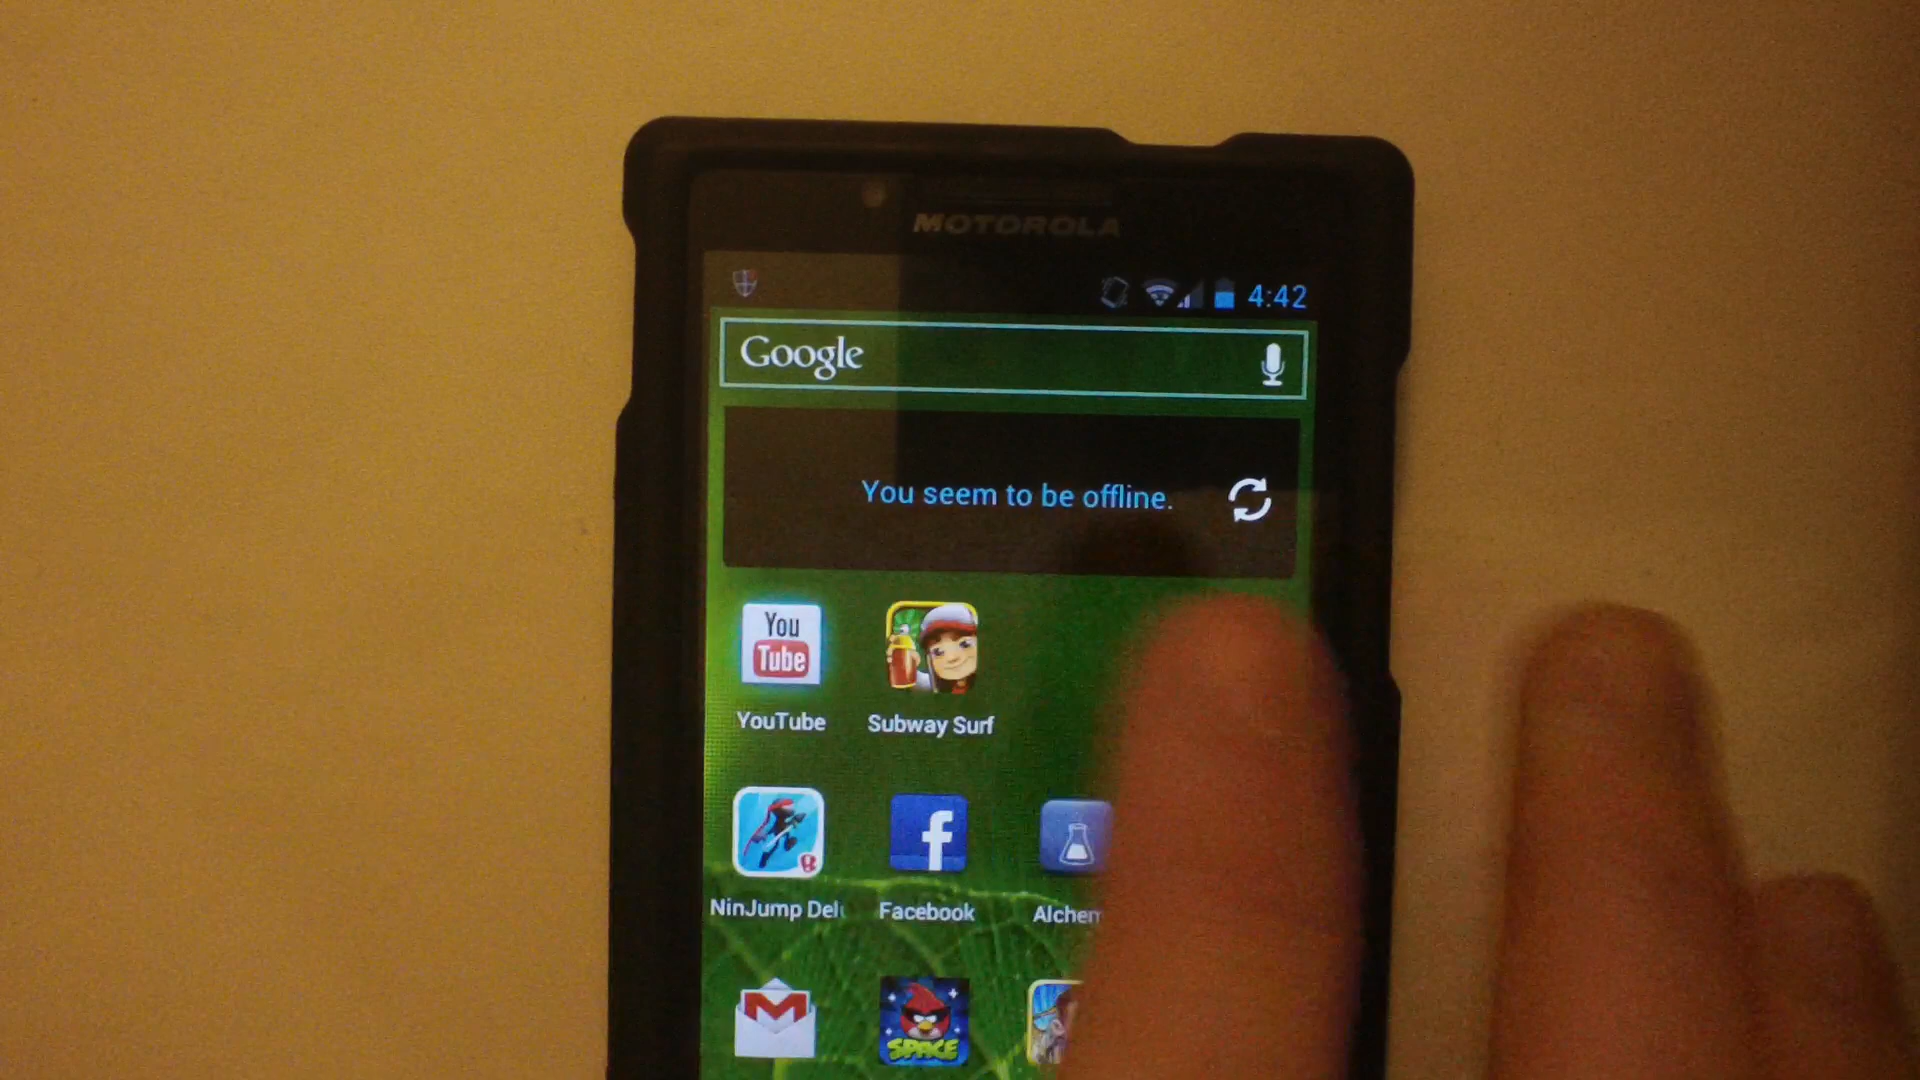 MOTOROLA
4:42
Google
You seem to be offline.
You
Tube
YouTube
Subway Surf
f
NinJump Del
Facebook
Alchem
SPACE